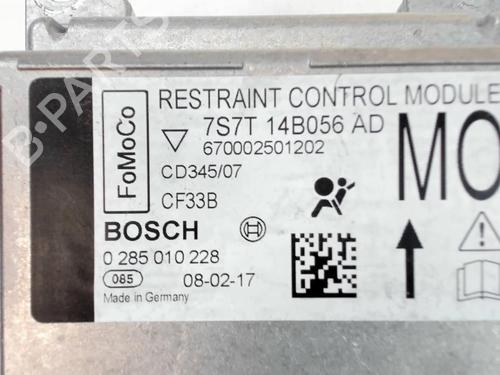 B-PARTS
FoMoCo
RESTRAINT CONTROL MODULE
7S7T 14B056 AD
670002501202
CD345/07
CF33B
MO
BOSCH
0 285 010 228
085
08-02-17
Made in Germany